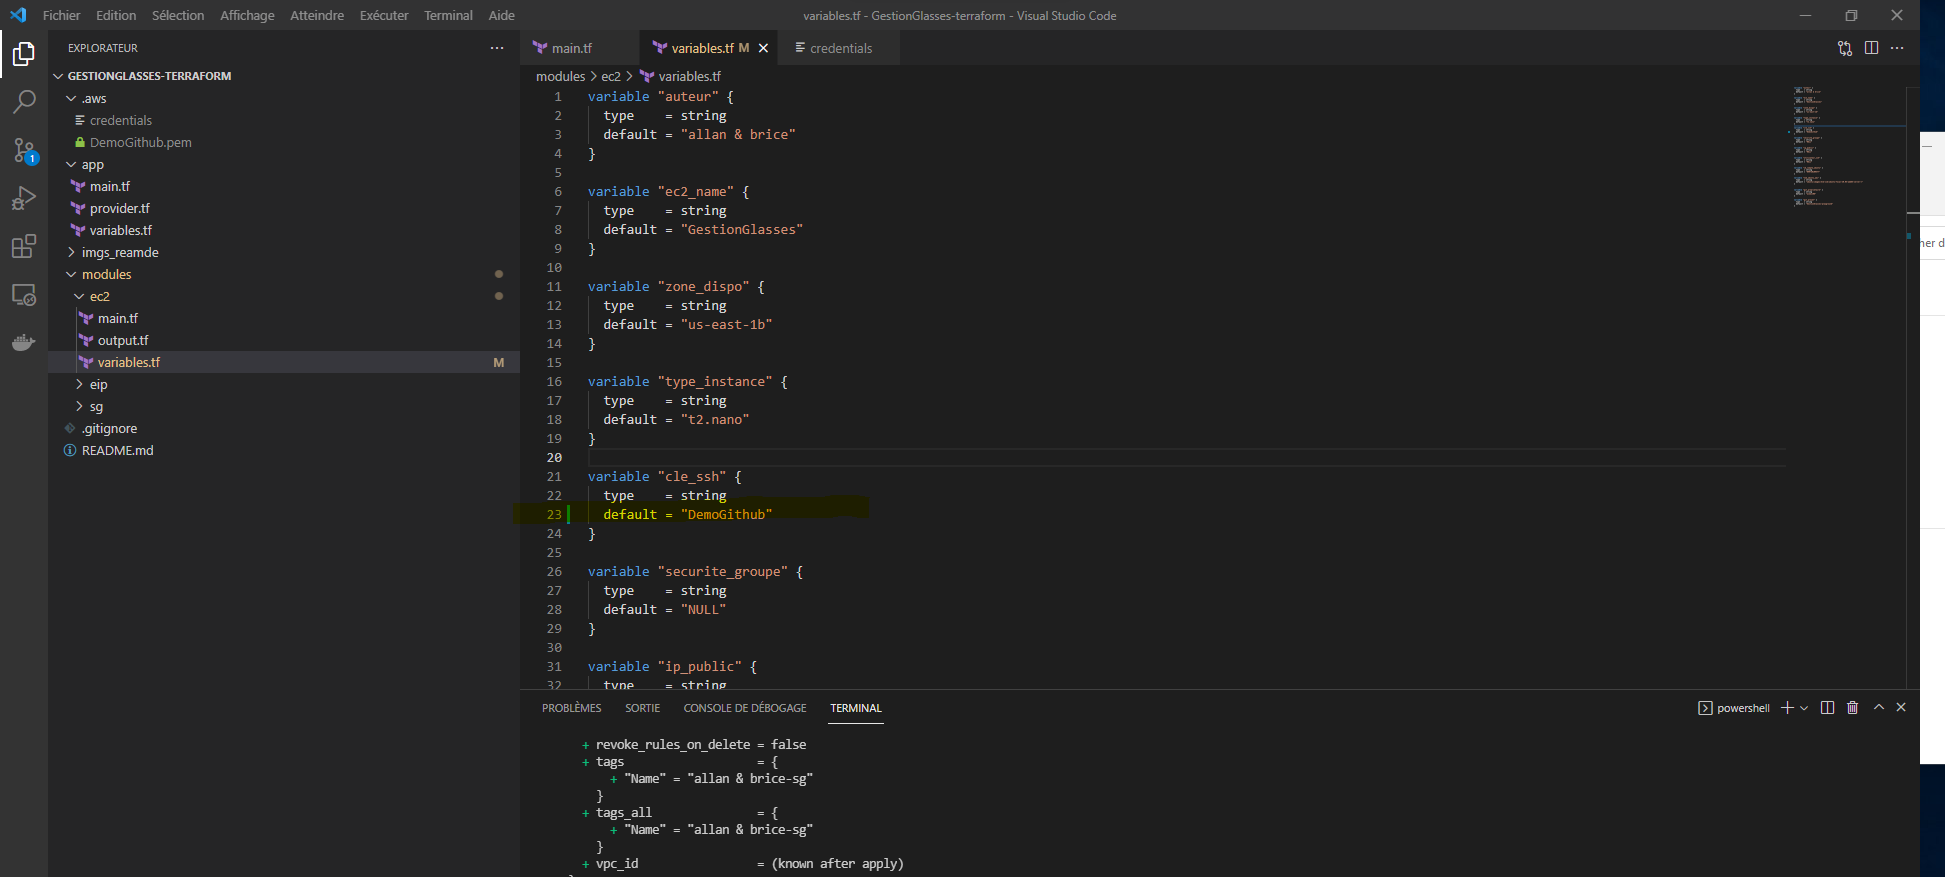 Fichier Edition Sélection Affichage Atteindre Exécuter Terminal Aide
variables.tf - GestionGlasses-terraform - Visual Studio Code
EXPLORATEUR
GESTIONGLASSES-TERRAFORM
.aws
credentials
DemoGithub.pem
app
main.tf
provider.tf
variables.tf
imgs_reamde
modules
ec2
main.tf
output.tf
variables.tf M
eip
sg
.gitignore
README.md
1
main.tf variables.tf M credentials
modules > ec2 > variables.tf
1 variable "auteur" {
2 type = string
3 default = "allan & brice"
4 }
5
6 variable "ec2_name" {
7 type = string
8 default = "GestionGlasses"
9 }
10
11 variable "zone_dispo" {
12 type = string
13 default = "us-east-1b"
14 }
15
16 variable "type_instance" {
17 type = string
18 default = "t2.nano"
19 }
20
21 variable "cle_ssh" {
22 type = string
23 default = "DemoGithub"
24 }
25
26 variable "securite_groupe" {
27 type = string
28 default = "NULL"
29 }
30
31 variable "ip_public" {
32 type = string
PROBLÈMES SORTIE CONSOLE DE DÉBOGAGE TERMINAL
powershell
+ revoke_rules_on_delete = false
+ tags = {
+ "Name" = "allan & brice-sg"
}
+ tags_all = {
+ "Name" = "allan & brice-sg"
}
+ vpc_id = (known after apply)